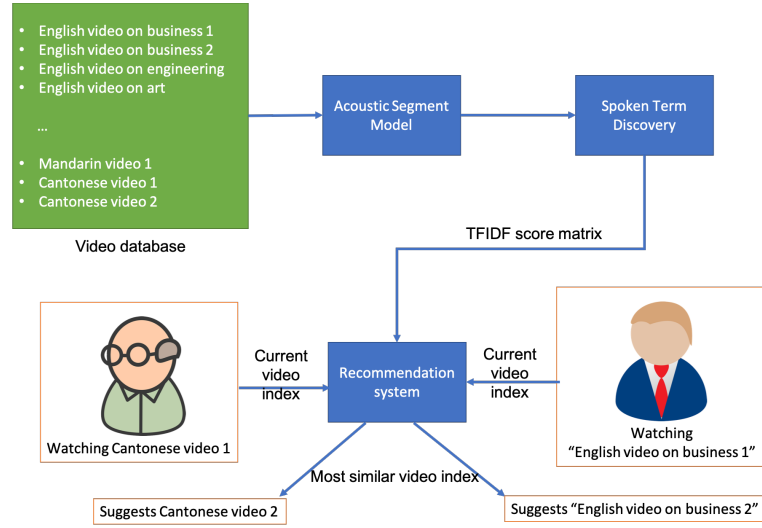 • English video on business 1
• English video on business 2
• English video on engineering
• English video on art
...
• Mandarin video 1
• Cantonese video 1
• Cantonese video 2
Video database
Acoustic Segment
Model
Spoken Term
Discovery
TFIDF score matrix
Watching Cantonese video 1
Current
video
index
Recommendation
system
Current
video
index
Watching
“English video on business 1”
Most similar video index
Suggests Cantonese video 2
Suggests “English video on business 2”